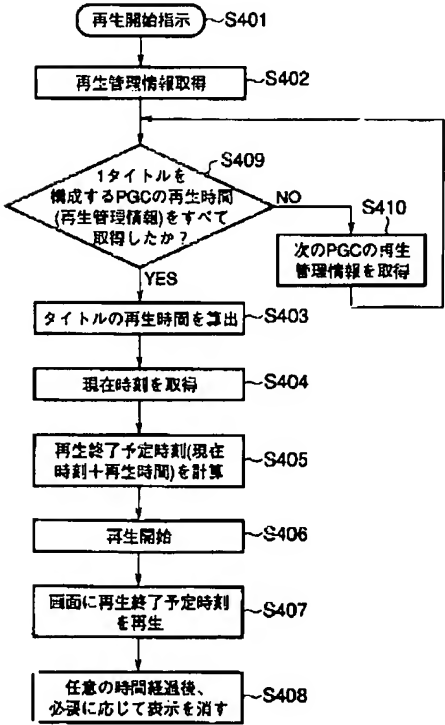 再生開始指示
S401
再生管理情報取得
S402
1タイトルを
構成するPGCの再生時間
(再生管理情報)をすべて
取得したか?
S409
NO
S410
次のPGCの再生
管理情報を取得
YES
タイトルの再生時間を算出
S403
現在時刻を取得
S404
再生終了予定時刻(現在
時刻+再生時間)を計算
S405
再生開始
S406
画面に再生終了予定時刻
を再生
S407
任意の時間経過後、
必要に応じて表示を消す
S408